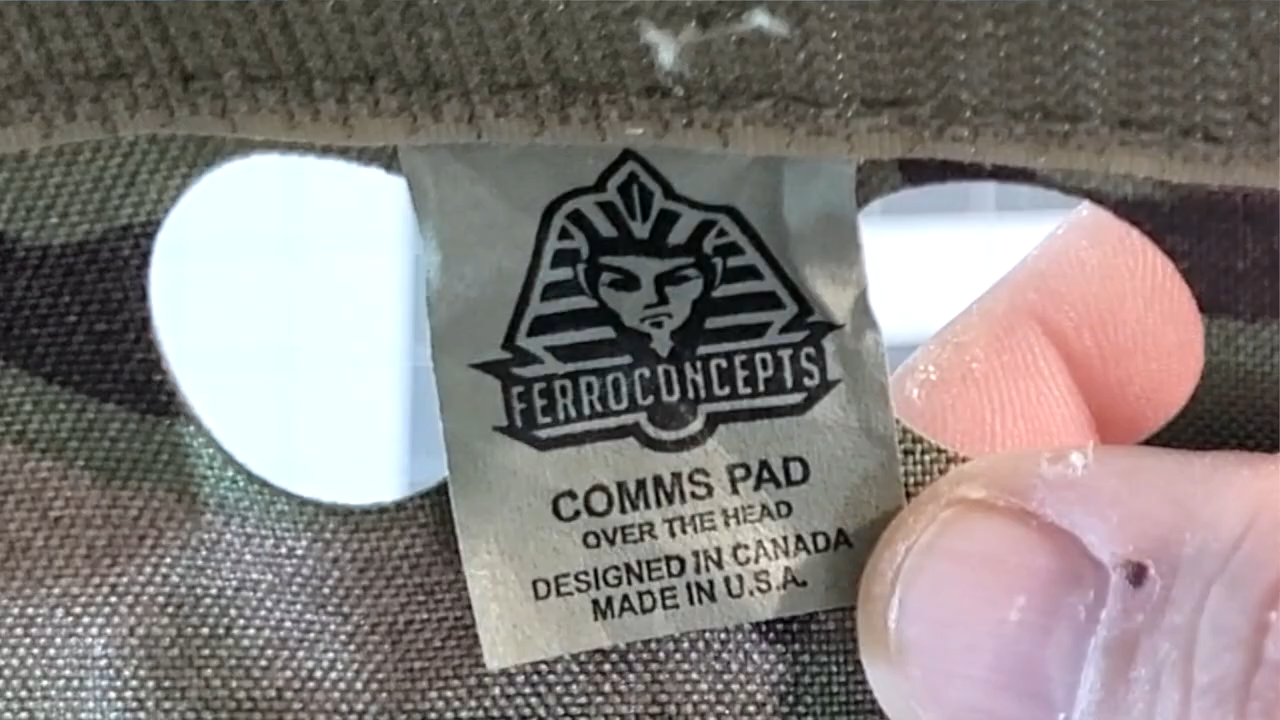 FERROCONCEPTS
COMMS PAD
OVER THE HEAD
DESIGNED IN CANADA
MADE IN U.S.A.